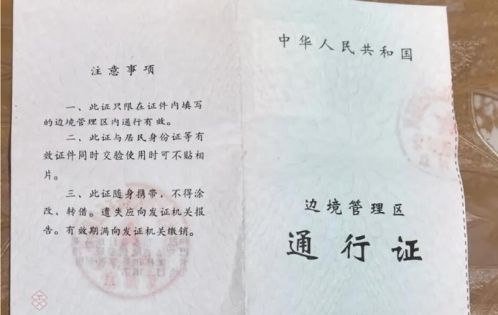 注意事项
一、此证只限在证件内填写
的边境管理区内通行有效。
二、此证与居民身份证等有
效证件同时交验使用时可不贴相
片。
三、此证随身携带，不得涂
改、转借。遗失应向发证机关报
告。有效期满向发证机关缴销。
中华人民共和国
边境管理区
通行证